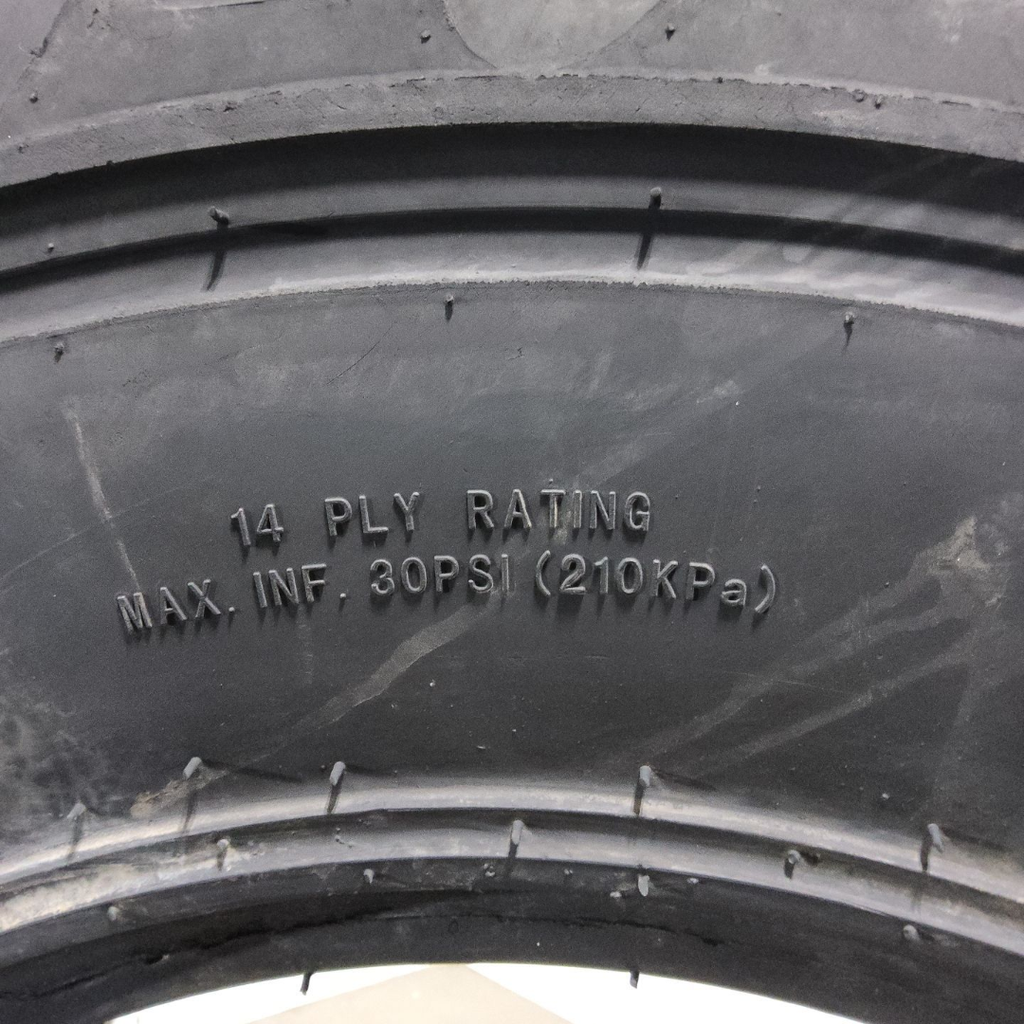 14 PLY RATING
MAX. INF. 30PSI (210KPa)